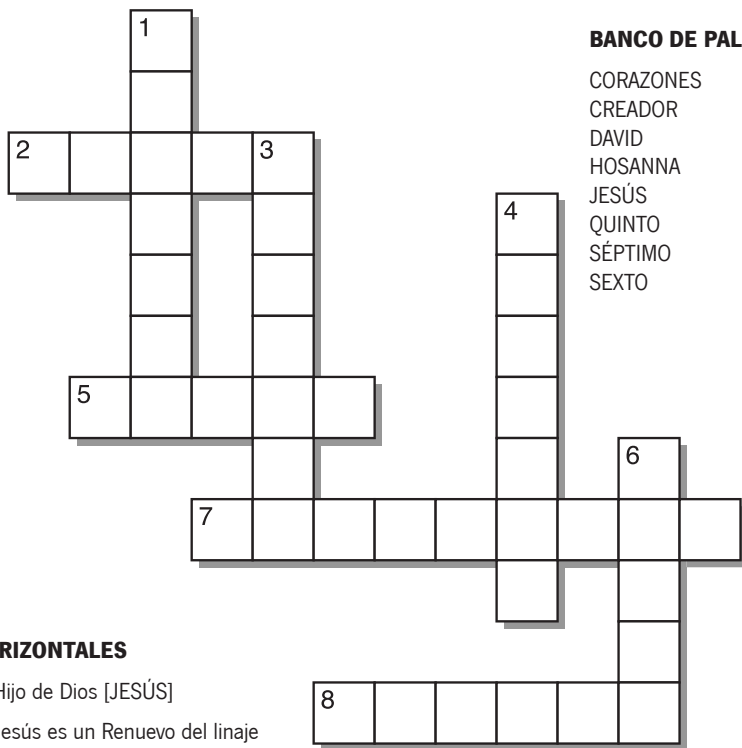 1
BANCO DE PAL
CORAZONES
CREADOR
2
3
DAVID
HOSANNA
JESÚS
4
QUINTO
SÉPTIMO
SEXTO
5
6
7
RIZONTALES
Hijo de Dios [JESÚS]
8
esús es un Renuevo del linaje